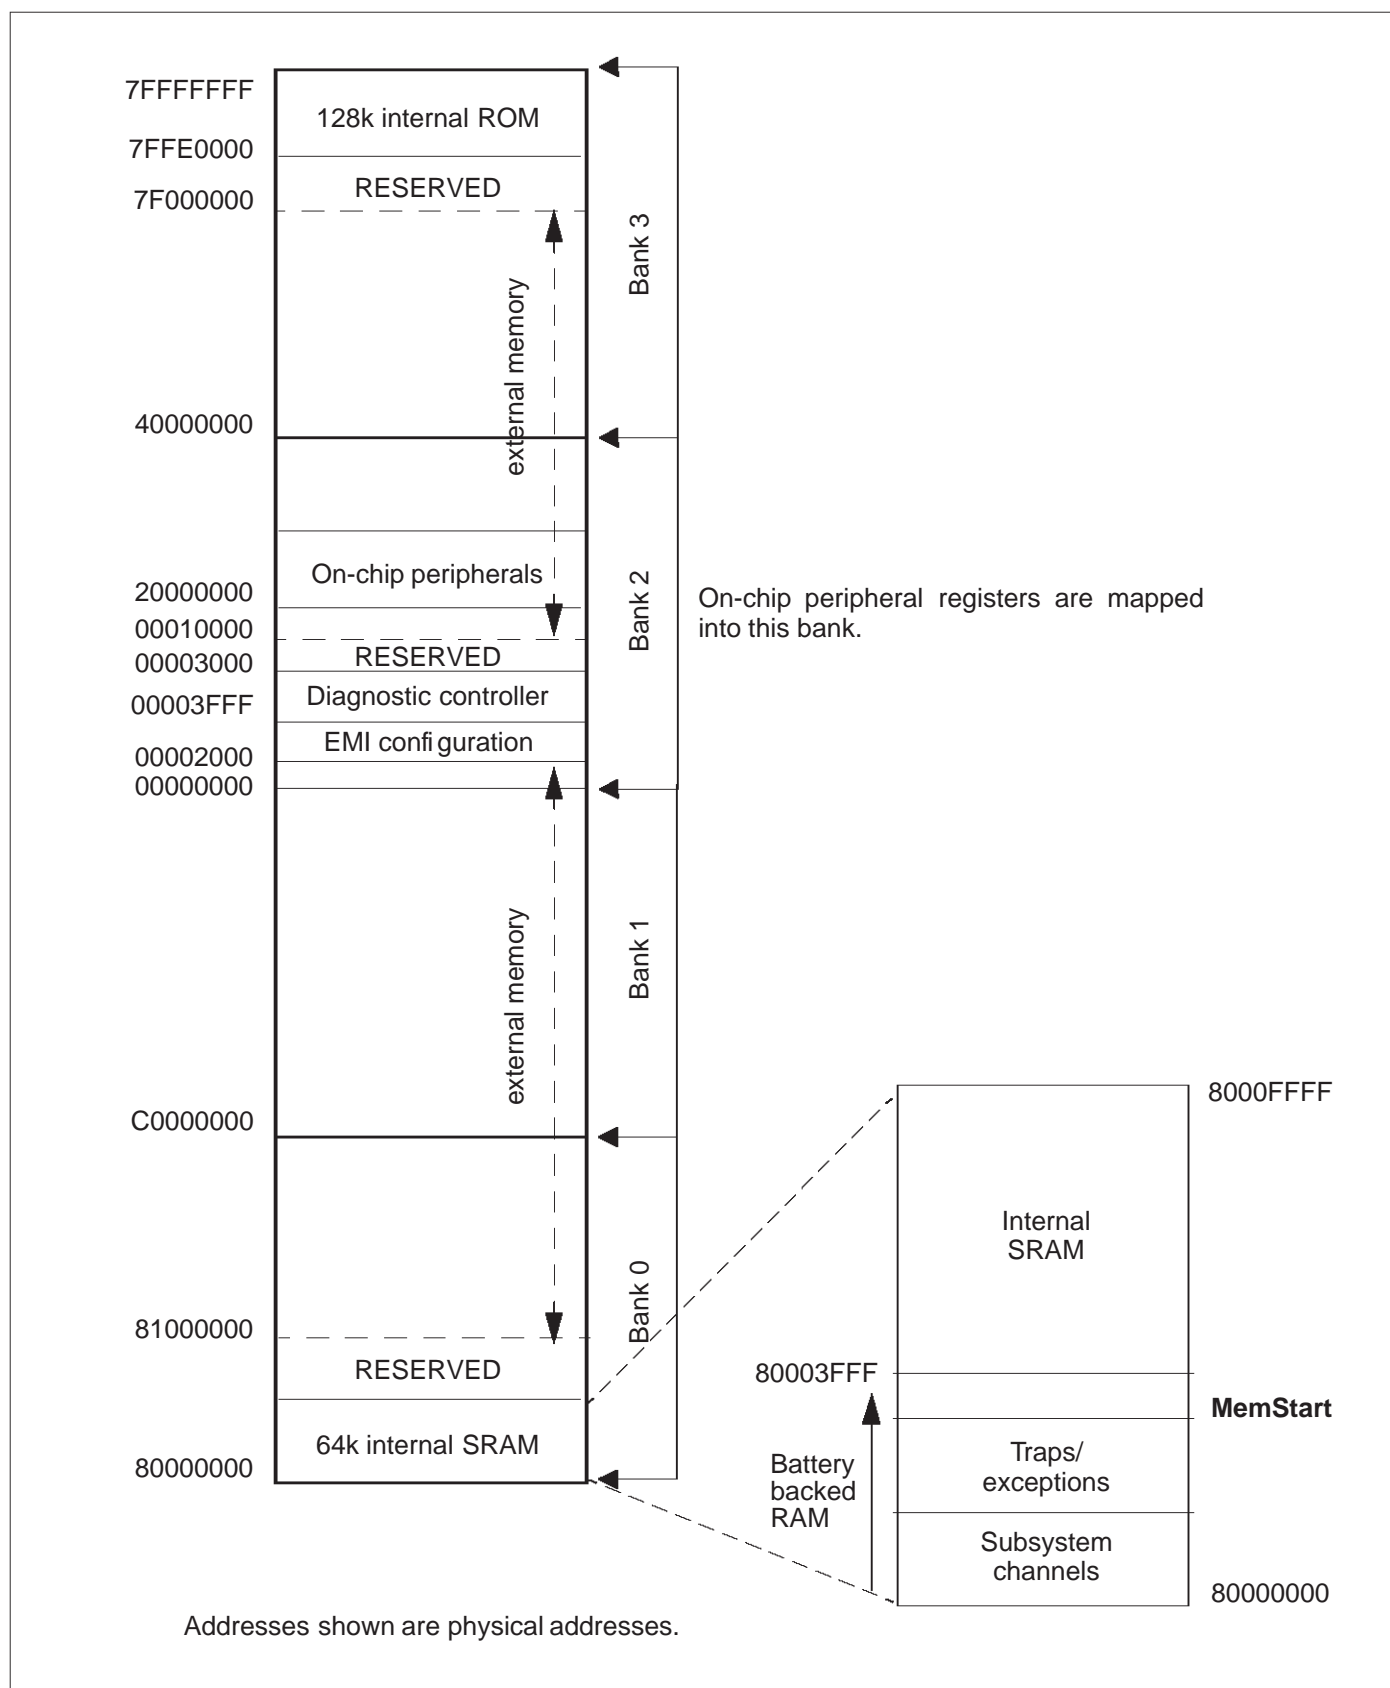 7FFFFFFF
128k internal ROM
7FFE0000
RESERVED
7F000000
Bank 3
external memory
40000000
On-chip peripherals
20000000
Bank 2
On-chip peripheral registers are mapped
into this bank.
00010000
RESERVED
00003000
Diagnostic controller
00003FFF
EMI configuration
00002000
00000000
Bank 1
external memory
C0000000
8000FFFF
Internal
SRAM
Bank 0
81000000
RESERVED
80003FFF
MemStart
64k internal SRAM
80000000
Traps/
exceptions
Battery
backed
RAM
Subsystem
channels
80000000
Addresses shown are physical addresses.